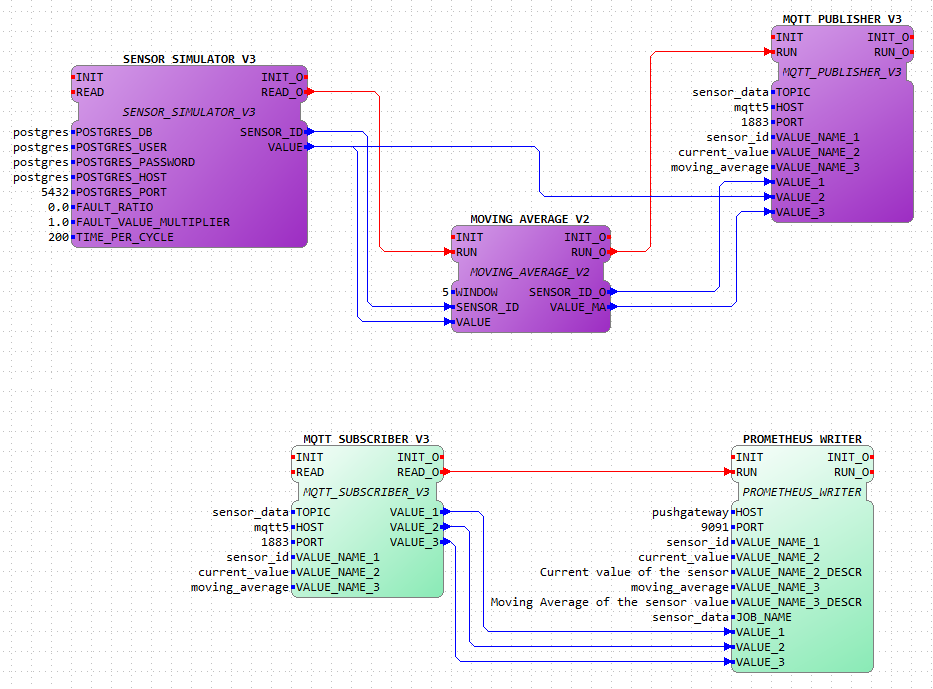 SENSOR SIMULATOR V3
INIT INIT_O
READ READ_O
SENSOR_SIMULATOR_V3
postgres POSTGRES_DB SENSOR_ID
postgres POSTGRES_USER VALUE
postgres POSTGRES_PASSWORD
postgres POSTGRES_HOST
5432 POSTGRES_PORT
0.0 FAULT_RATIO
1.0 FAULT_VALUE_MULTIPLIER
200 TIME_PER_CYCLE
MOVING AVERAGE V2
INIT INIT_O
RUN RUN_O
MOVING_AVERAGE_V2
5 WINDOW SENSOR_ID_O
SENSOR_ID VALUE_MA
VALUE
MQTT PUBLISHER V3
INIT INIT_O
RUN RUN_O
MQTT_PUBLISHER_V3
sensor_data TOPIC
mqtt5 HOST
1883 PORT
sensor_id VALUE_NAME_1
current_value VALUE_NAME_2
moving_average VALUE_NAME_3
VALUE_1
VALUE_2
VALUE_3
MQTT SUBSCRIBER V3
INIT INIT_O
READ READ_O
MQTT_SUBSCRIBER_V3
sensor_data TOPIC VALUE_1
mqtt5 HOST VALUE_2
1883 PORT VALUE_3
sensor_id VALUE_NAME_1
current_value VALUE_NAME_2
moving_average VALUE_NAME_3
PROMETHEUS WRITER
INIT INIT_O
RUN RUN_O
PROMETHEUS_WRITER
pushgateway HOST
9091 PORT
sensor_id VALUE_NAME_1
current_value VALUE_NAME_2
Current value of the sensor VALUE_NAME_2_DESCR
moving_average VALUE_NAME_3
Moving Average of the sensor value VALUE_NAME_3_DESCR
sensor_data JOB_NAME
VALUE_1
VALUE_2
VALUE_3